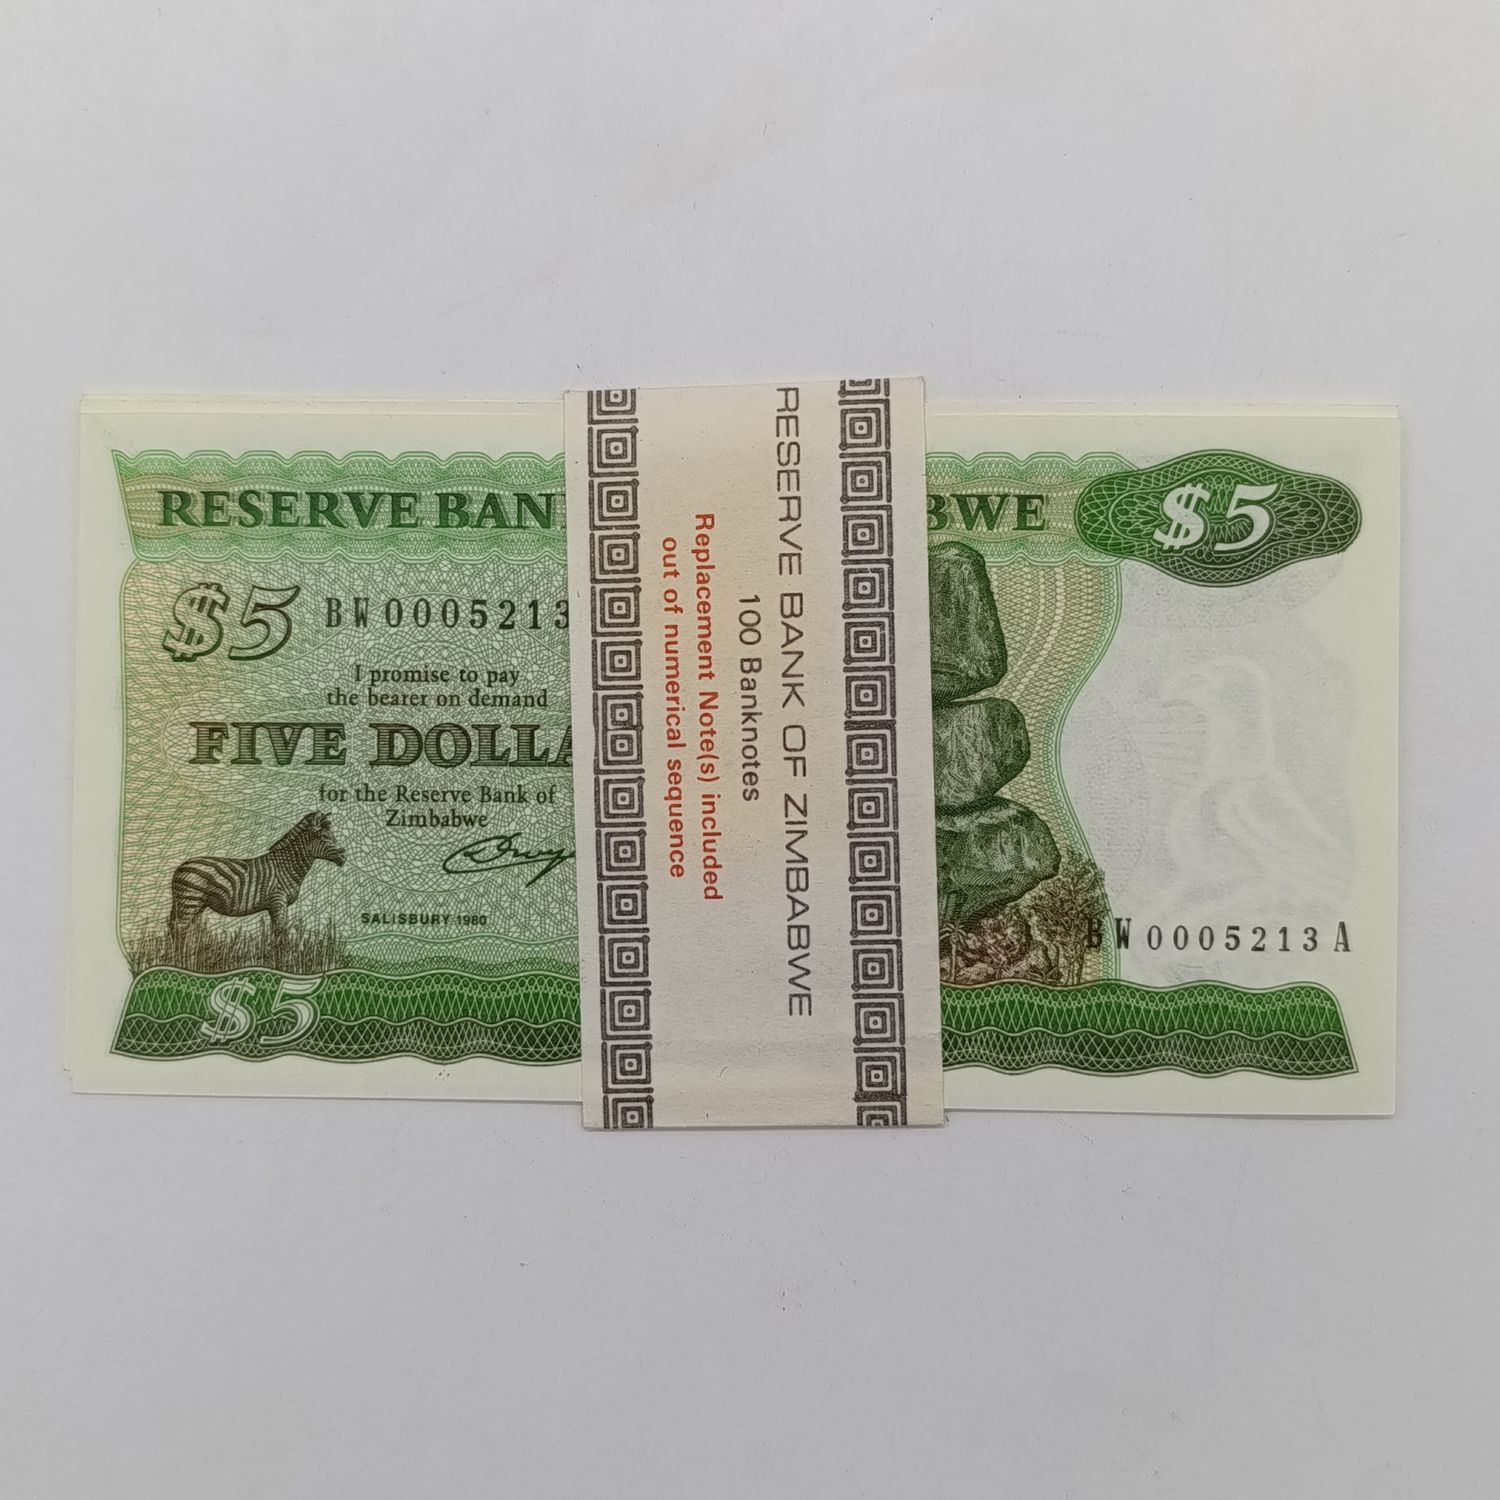 RESERVE BAN
BWE
$5
$5
BW0005213
I promise to pay
the bearer on demand
FIVE DOLLA
for the Reserve Bank of
Zimbabwe
SALISBURY 1980
$5
BW0005213A
RESERVE BANK OF ZIMBABWE
100 Banknotes
Replacement Note(s) included
out of numerical sequence